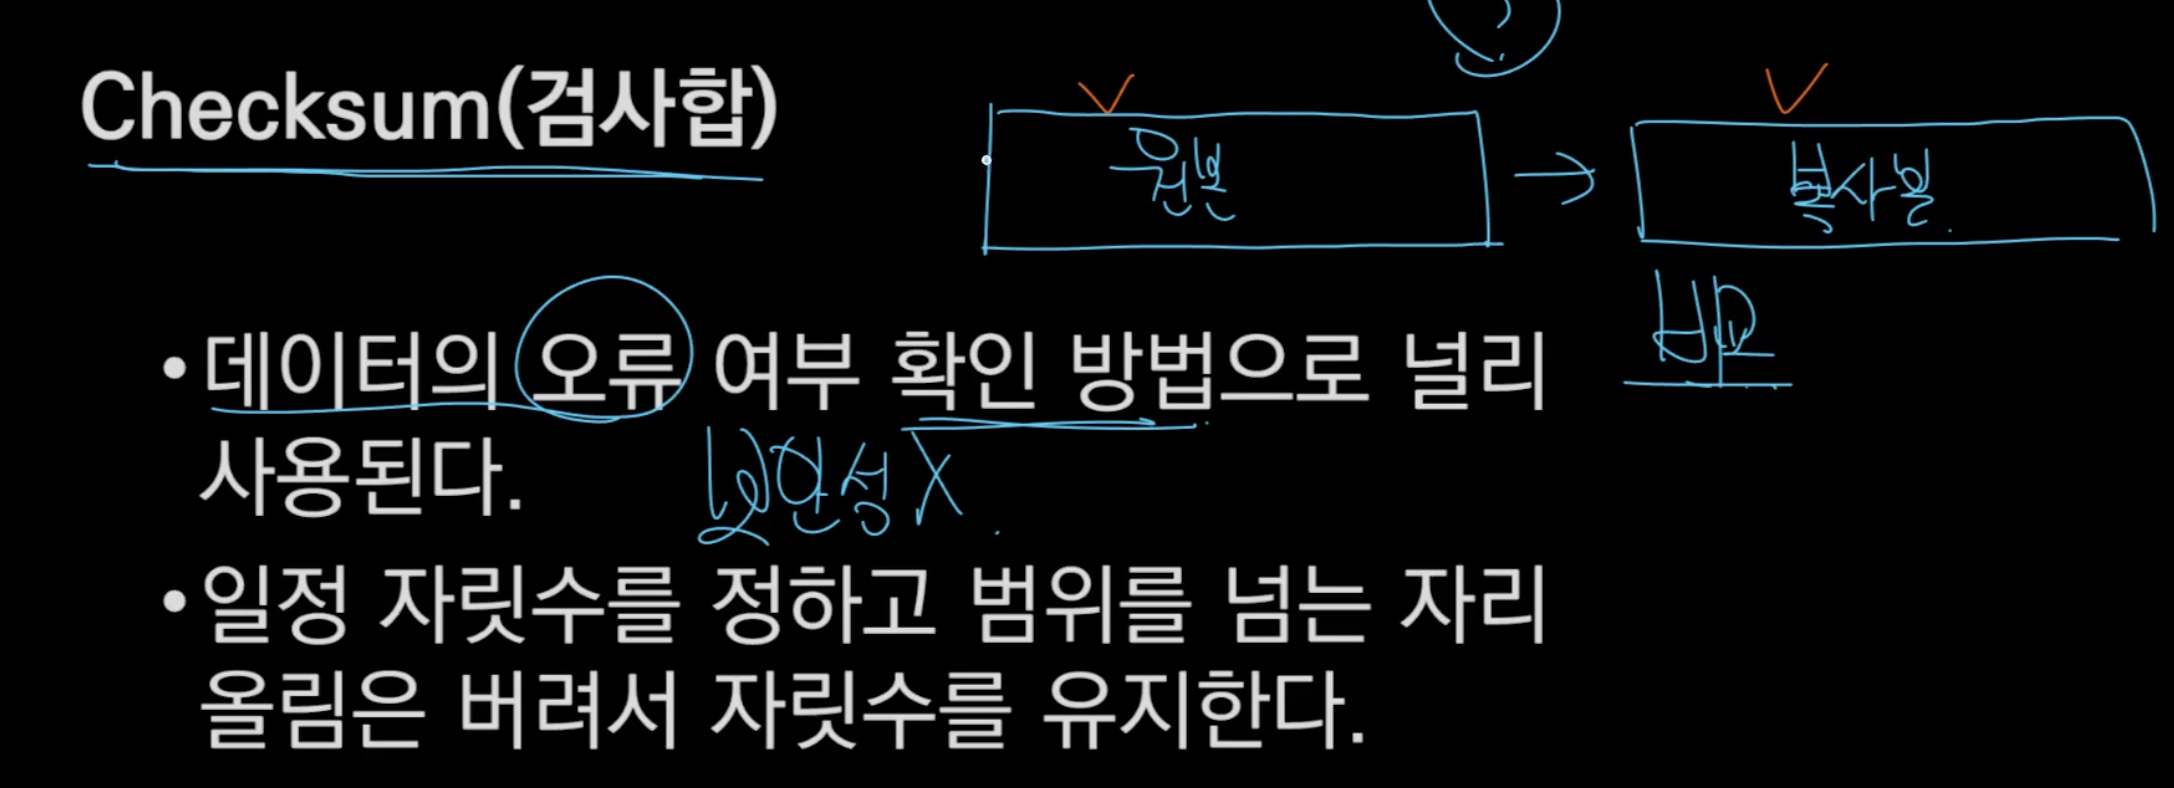 Checksum(검사합)
원본
복사본
• 데이터의 오류 여부 확인 방법으로 널리
비교
사용된다.
보안성 X
• 일정 자릿수를 정하고 범위를 넘는 자리
올림은 버려서 자릿수를 유지한다.